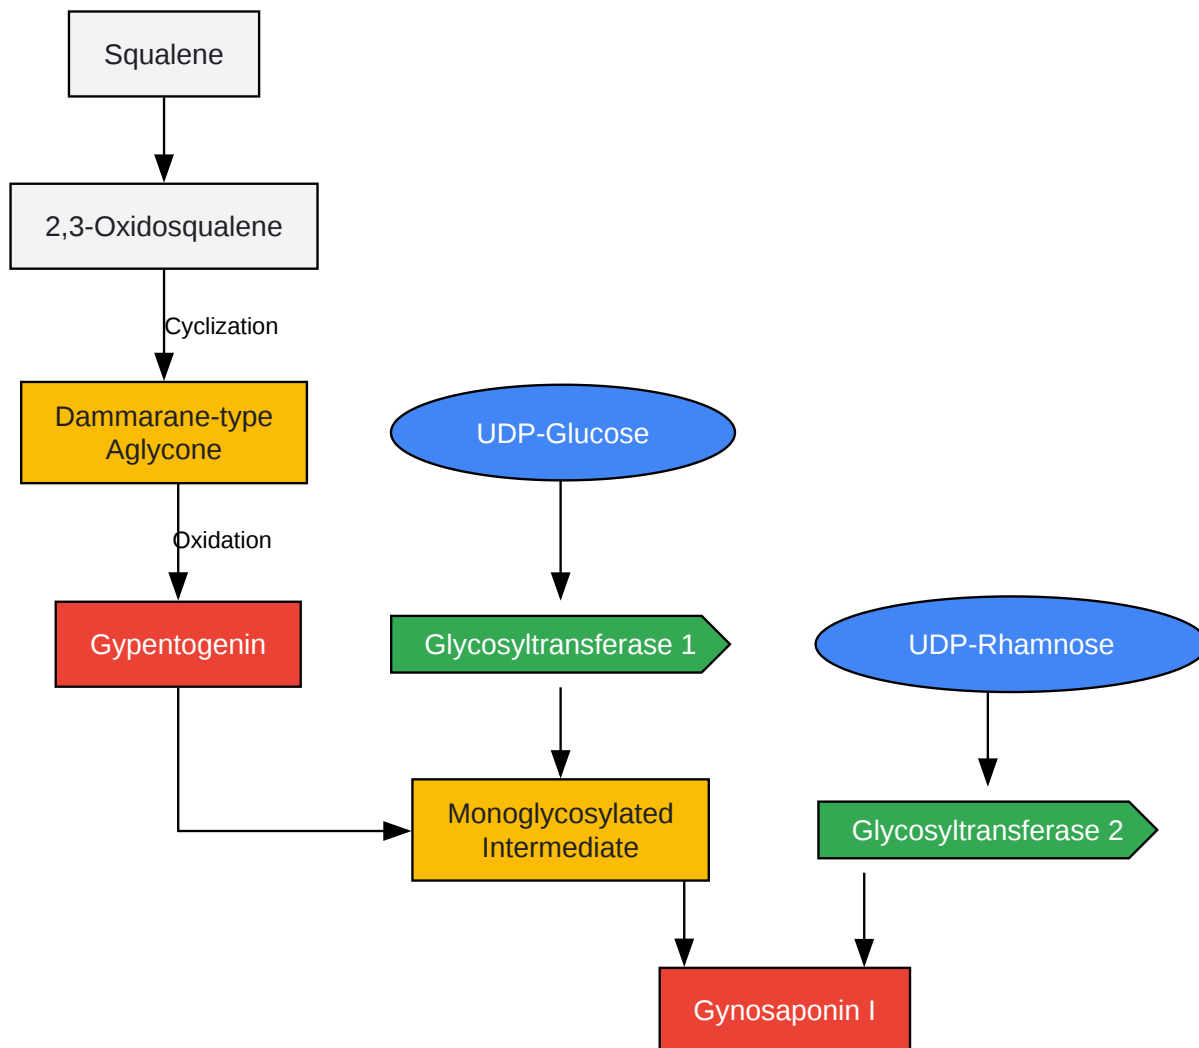 Squalene
2,3-Oxidosqualene
Cyclization
Dammarane-type
Aglycone
UDP-Glucose
Oxidation
Gypentogenin
Glycosyltransferase 1
UDP-Rhamnose
Monoglycosylated
Intermediate
Glycosyltransferase 2
Gynosaponin I